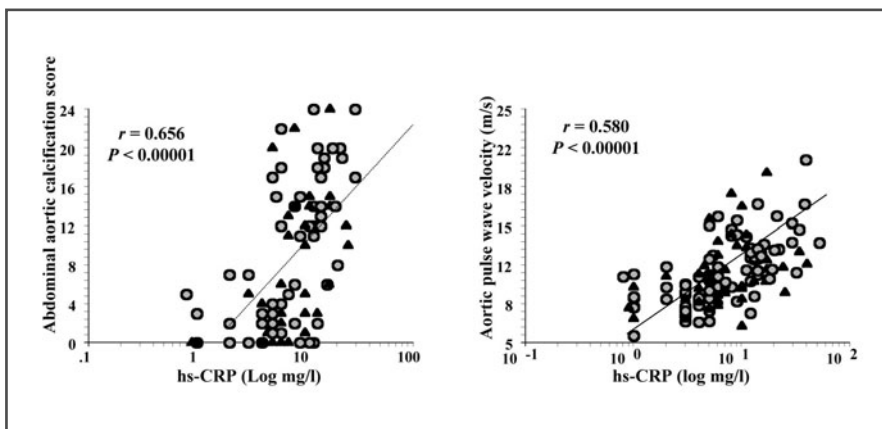 Abdominal aortic calcification score
24
20
16
12
8
4
0
r = 0.656
P < 0.00001
.1
1
10
100
hs-CRP (Log mg/l)
Aortic pulse wave velocity (m/s)
25
22
18
15
12
8
5
r = 0.580
P < 0.00001
10 -1
10 0
10 1
10 2
hs-CRP (log mg/l)